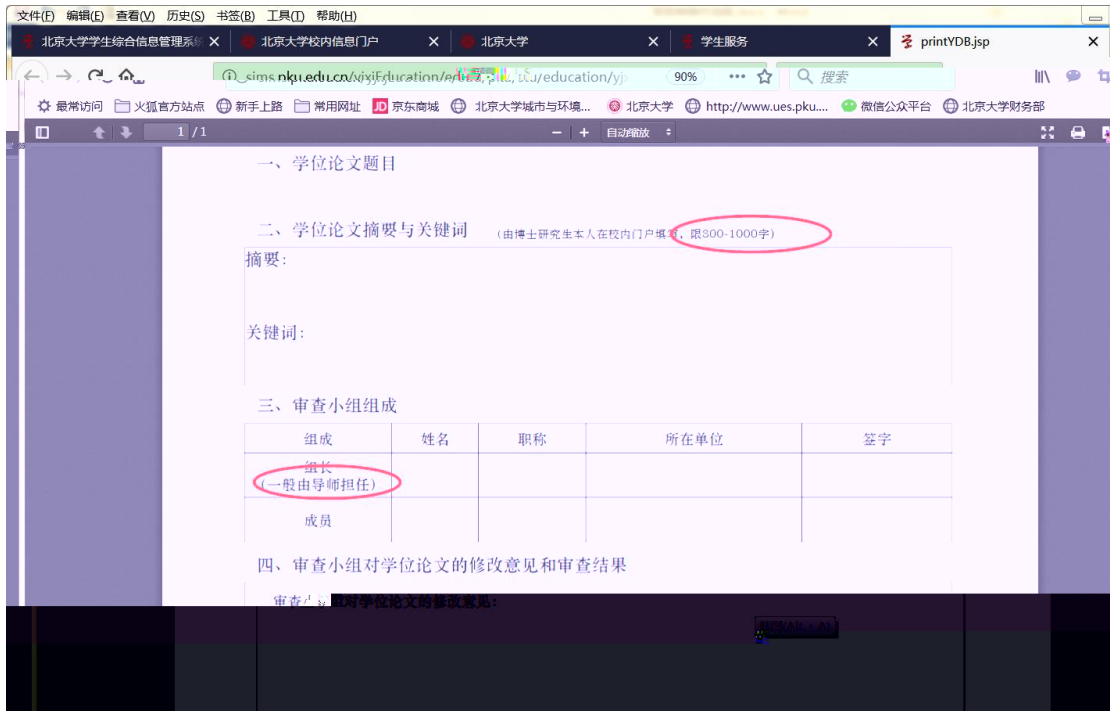 文件(F) 编辑(E) 查看(V) 历史(S) 书签(B) 工具(T) 帮助(H)
北京大学学生综合信息管理系统 北京大学校内信息门户 北京大学 学生服务 printYDB.jsp
90% 搜索
最常访问 火狐官方站点 新手上路 常用网址 JD 京东商城 北京大学城市与环境... 北京大学 http://www.ues.pku.... 微信公众平台 北京大学财务部
1 / 1 自动缩放
一、学位论文题目
二、学位论文摘要与关键词 (由博士研究生本人在校内门户填写，限800-1000字)
摘要:
关键词:
三、审查小组组成
组成 姓名 职称 所在单位 签字
组长
(一般由导师担任)
成员
四、审查小组对学位论文的修改意见和审查结果
审查小组对学位论文的修改意见: